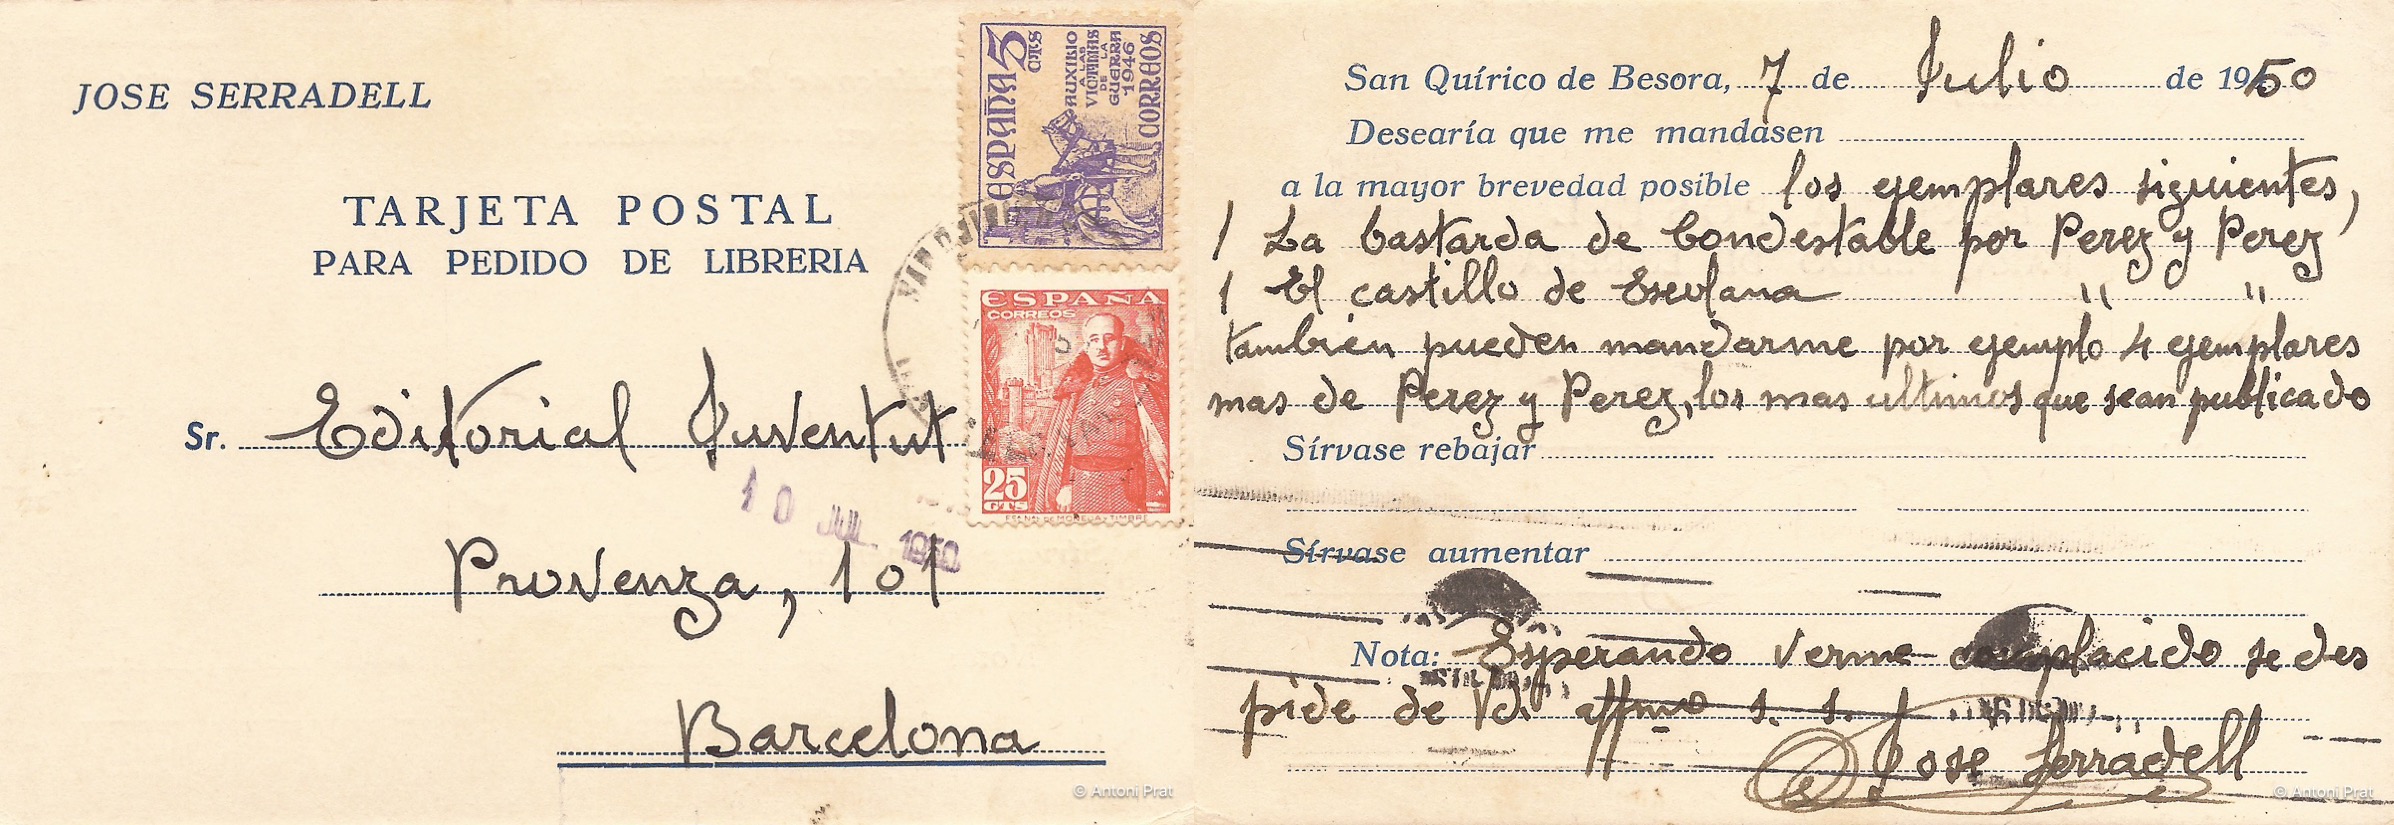 JOSE SERRADELL
TARJETA POSTAL
PARA PEDIDO DE LIBRERIA
ESPAÑA 5 CTS
AUXILIO
A LAS
VICTIMAS
DE LA
GUERRA
1946
CORREOS
ESPAÑA
CORREOS
25
CTS
Sr. Editorial Juventut
10 JUL. 1950
Provenza, 101
Barcelona
© Antoni Prat
San Quírico de Besora, 7 de Julio de 1950
Desearía que me mandasen
a la mayor brevedad posible los ejemplares siguientes,
1 La bastarda de Condestable por Perez y Perez
1 El castillo de Esevlana " "
también pueden mandarme por ejemplo 4 ejemplares
mas de Perez y Perez, los mas ultimos que sean publicado
Sírvase rebajar
Sírvase aumentar
Nota: Esperando verme complacido se des
pide de Vd. affmo s. s.
Jose Serradell
© Antoni Prat